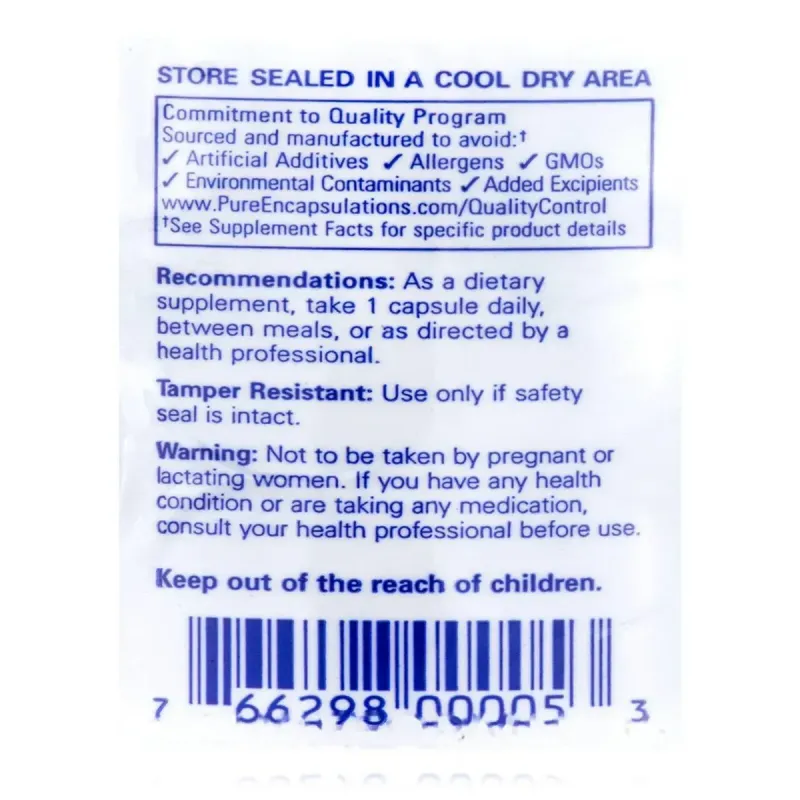 STORE SEALED IN A COOL DRY AREA
Commitment to Quality Program
Sourced and manufactured to avoid:†
✓ Artificial Additives ✓ Allergens ✓ GMOs
✓ Environmental Contaminants ✓ Added Excipients
www.PureEncapsulations.com/QualityControl
†See Supplement Facts for specific product details
Recommendations: As a dietary
supplement, take 1 capsule daily,
between meals, or as directed by a
health professional.
Tamper Resistant: Use only if safety
seal is intact.
Warning: Not to be taken by pregnant or
lactating women. If you have any health
condition or are taking any medication,
consult your health professional before use.
Keep out of the reach of children.
7 66298 00005 3